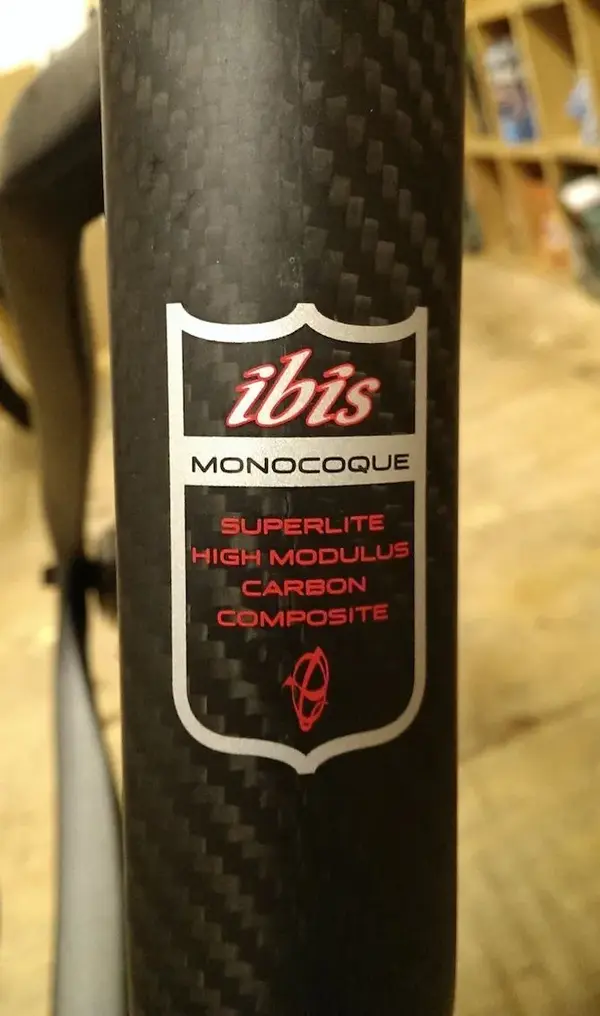 ibis
MONOCOQUE
SUPERLITE
HIGH MODULUS
CARBON
COMPOSITE